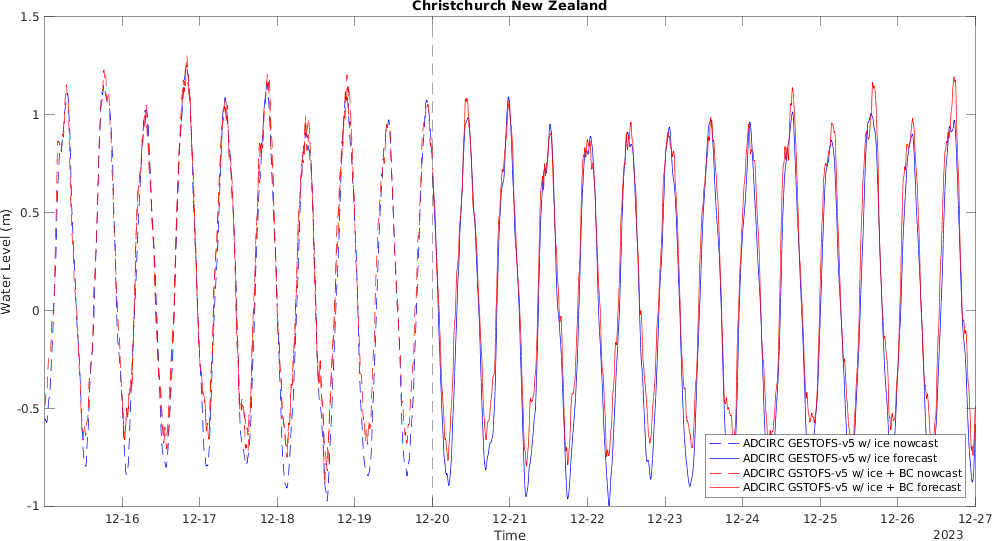 Christchurch New Zealand
1.5
1
0.5
0
-0.5
-1
Water Level (m)
12-16 12-17 12-18 12-19 12-20 12-21 12-22 12-23 12-24 12-25 12-26 12-27
Time
2023
ADCIRC GESTOFS-v5 w/ ice nowcast
ADCIRC GESTOFS-v5 w/ ice forecast
ADCIRC GSTOFS-v5 w/ ice + BC nowcast
ADCIRC GSTOFS-v5 w/ ice + BC forecast